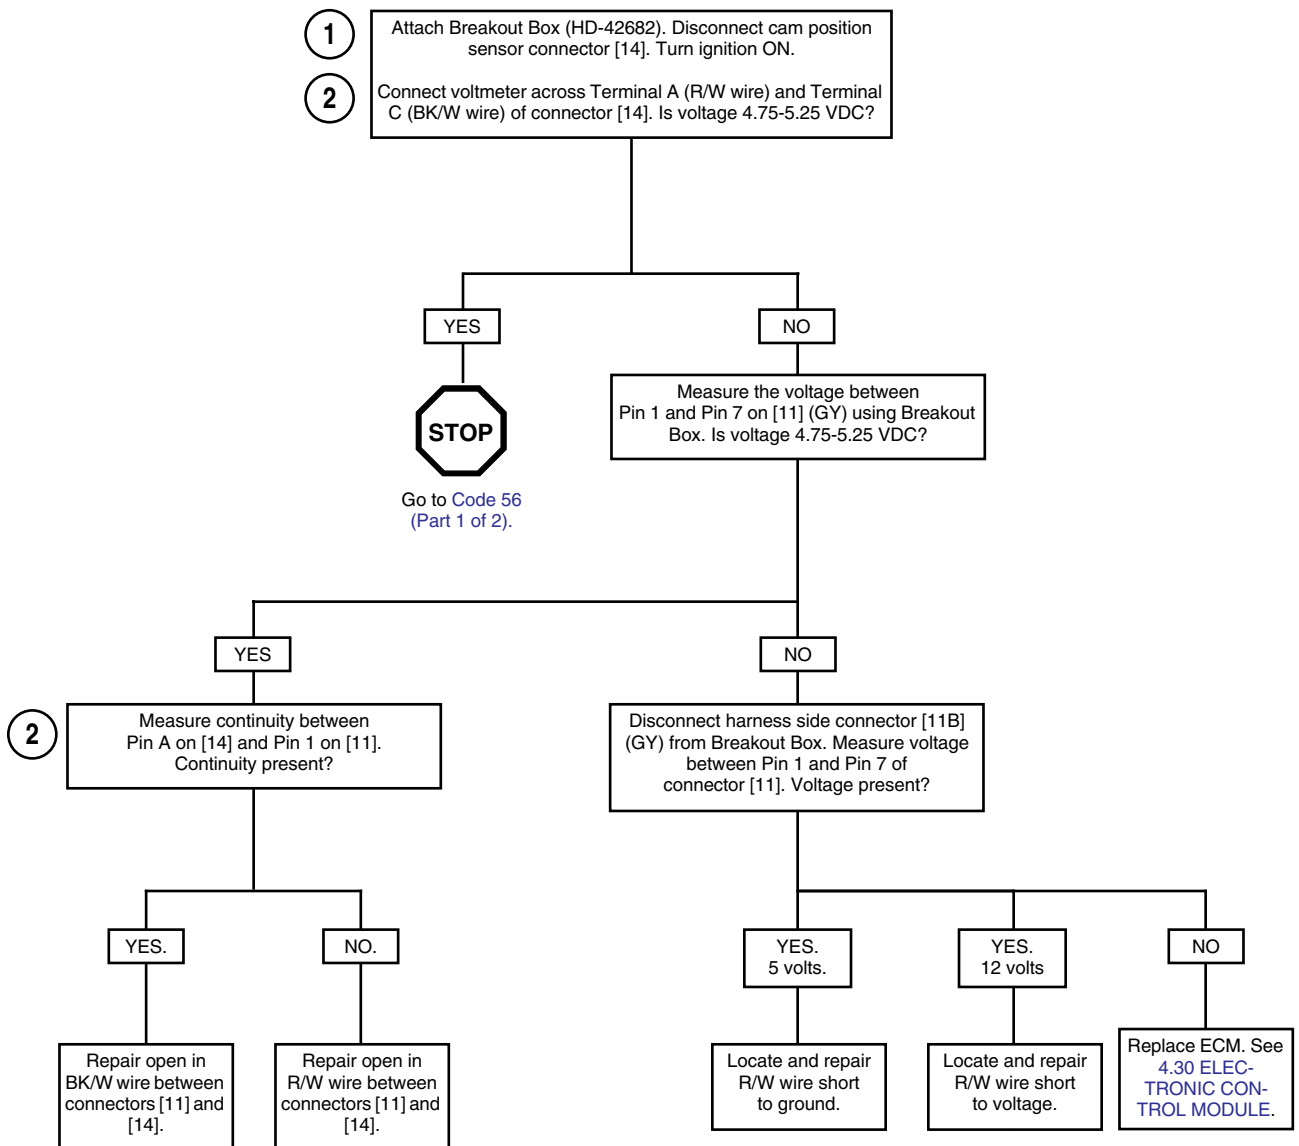 1
Attach Breakout Box (HD-42682). Disconnect cam position
sensor connector [14]. Turn ignition ON.
2
Connect voltmeter across Terminal A (R/W wire) and Terminal
C (BK/W wire) of connector [14]. Is voltage 4.75-5.25 VDC?
YES
NO
STOP
Go to Code 56
(Part 1 of 2).
Measure the voltage between
Pin 1 and Pin 7 on [11] (GY) using Breakout
Box. Is voltage 4.75-5.25 VDC?
YES
NO
2
Measure continuity between
Pin A on [14] and Pin 1 on [11].
Continuity present?
Disconnect harness side connector [11B]
(GY) from Breakout Box. Measure voltage
between Pin 1 and Pin 7 of
connector [11]. Voltage present?
YES.
NO.
YES.
5 volts.
YES.
12 volts
NO
Repair open in
BK/W wire between
connectors [11] and
[14].
Repair open in
R/W wire between
connectors [11] and
[14].
Locate and repair
R/W wire short
to ground.
Locate and repair
R/W wire short
to voltage.
Replace ECM. See
4.30 ELEC-
TRONIC CON-
TROL MODULE.